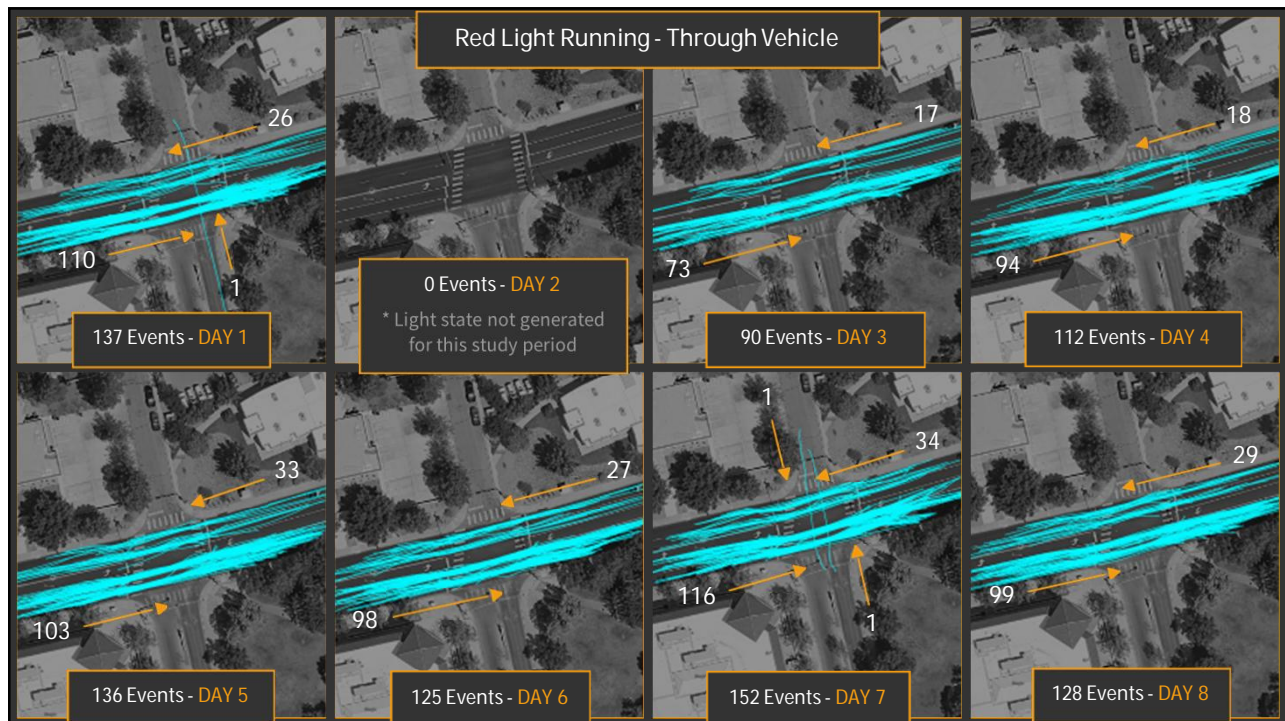 Red Light Running - Through Vehicle
26
110
1
137 Events - DAY 1
0 Events - DAY 2
* Light state not generated
for this study period
17
73
90 Events - DAY 3
18
94
112 Events - DAY 4
33
103
136 Events - DAY 5
27
98
125 Events - DAY 6
1
34
116
1
152 Events - DAY 7
29
99
128 Events - DAY 8